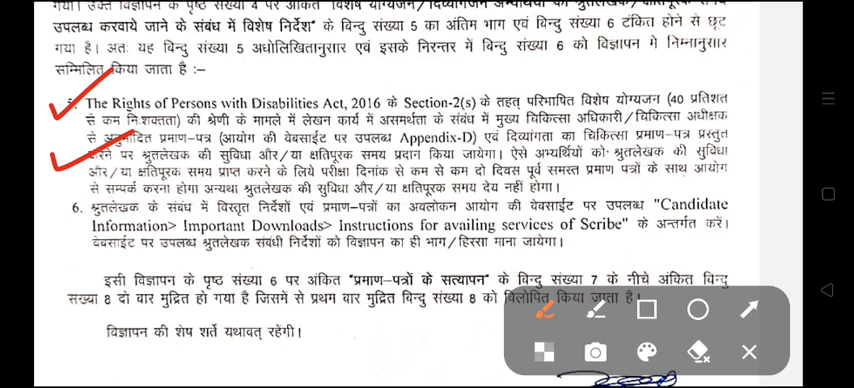 गया। उक्त विज्ञापन के पृष्ठ संख्या 4 पर अंकित "विशेष योग्यजन/दिव्यांगजन अभ्यर्थियों को श्रुतलेखक/क्षतिपूरक समय
उपलब्ध करवाये जाने के संबंध में विशेष निर्देश" के बिन्दु संख्या 5 का अंतिम भाग एवं बिन्दु संख्या 6 टंकित होने से छूट
गया है। अतः यह बिन्दु संख्या 5 अधोलिखितानुसार एवं इसके निरन्तर में बिन्दु संख्या 6 को विज्ञापन मे निम्नानुसार
सम्मिलित किया जाता है :–
5. The Rights of Persons with Disabilities Act, 2016 के Section-2(s) के तहत् परिभाषित विशेष योग्यजन (40 प्रतिशत
से कम निःशक्तता) की श्रेणी के मामले में लेखन कार्य में असमर्थता के संबंध में मुख्य चिकित्सा अधिकारी/चिकित्सा अधीक्षक
से अनुमोदित प्रमाण-पत्र (आयोग की वेबसाईट पर उपलब्ध Appendix-D) एवं दिव्यांगता का चिकित्सा प्रमाण-पत्र प्रस्तुत
करने पर श्रुतलेखक की सुविधा और/या क्षतिपूरक समय प्रदान किया जायेगा। ऐसे अभ्यर्थियों को श्रुतलेखक की सुविधा
और/या क्षतिपूरक समय प्राप्त करने के लिये परीक्षा दिनांक से कम से कम दो दिवस पूर्व समस्त प्रमाण पत्रों के साथ आयोग
से सम्पर्क करना होगा अन्यथा श्रुतलेखक की सुविधा और/या क्षतिपूरक समय देय नहीं होगा।
6. श्रुतलेखक के संबंध में विस्तृत निर्देशों एवं प्रमाण-पत्रों का अवलोकन आयोग की वेबसाईट पर उपलब्ध "Candidate
Information> Important Downloads> Instructions for availing services of Scribe" के अन्तर्गत करें।
वेबसाईट पर उपलब्ध श्रुतलेखक संबंधी निर्देशों को विज्ञापन का ही भाग/हिस्सा माना जायेगा।
इसी विज्ञापन के पृष्ठ संख्या 6 पर अंकित "प्रमाण-पत्रों के सत्यापन" के बिन्दु संख्या 7 के नीचे अंकित बिन्दु
संख्या 8 दो बार मुद्रित हो गया है जिसमें से प्रथम बार मुद्रित बिन्दु संख्या 8 को विलोपित किया जाता है।
विज्ञापन की शेष शर्ते यथावत् रहेगी।